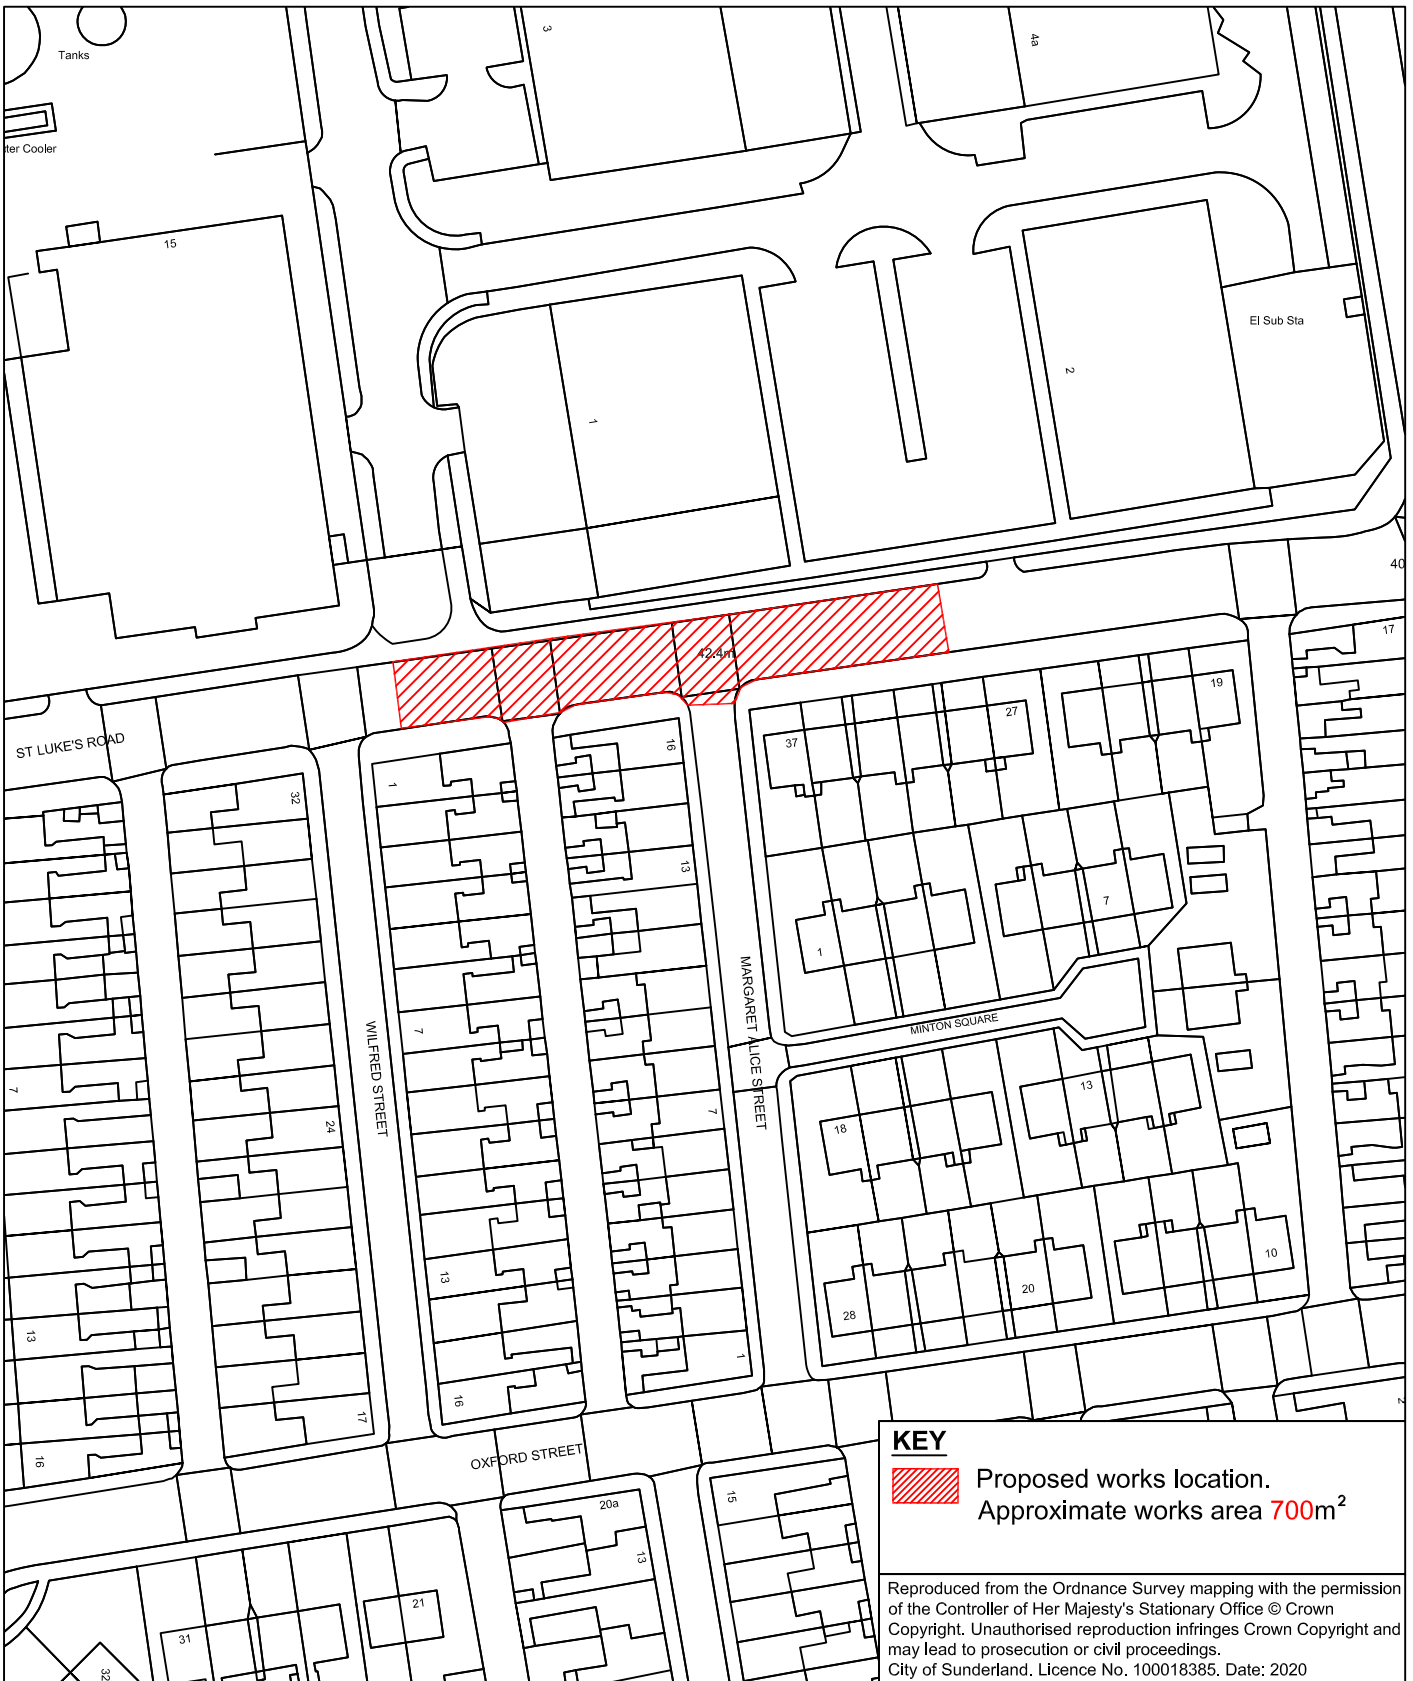 Tanks
ter Cooler
3
4a
15
El Sub Sta
1
2
40
42.4m
17
19
ST LUKE'S ROAD
37
27
16
32
1
13
7
1
MARGARET ALICE STREET
MINTON SQUARE
WILFRED STREET
7
7
24
7
18
13
13
13
10
20
28
1
16
17
16
2
OXFORD STREET
20a
15
13
21
31
32
KEY
Proposed works location.
Approximate works area 700m²
Reproduced from the Ordnance Survey mapping with the permission
of the Controller of Her Majesty's Stationary Office © Crown
Copyright. Unauthorised reproduction infringes Crown Copyright and
may lead to prosecution or civil proceedings.
City of Sunderland. Licence No. 100018385. Date: 2020